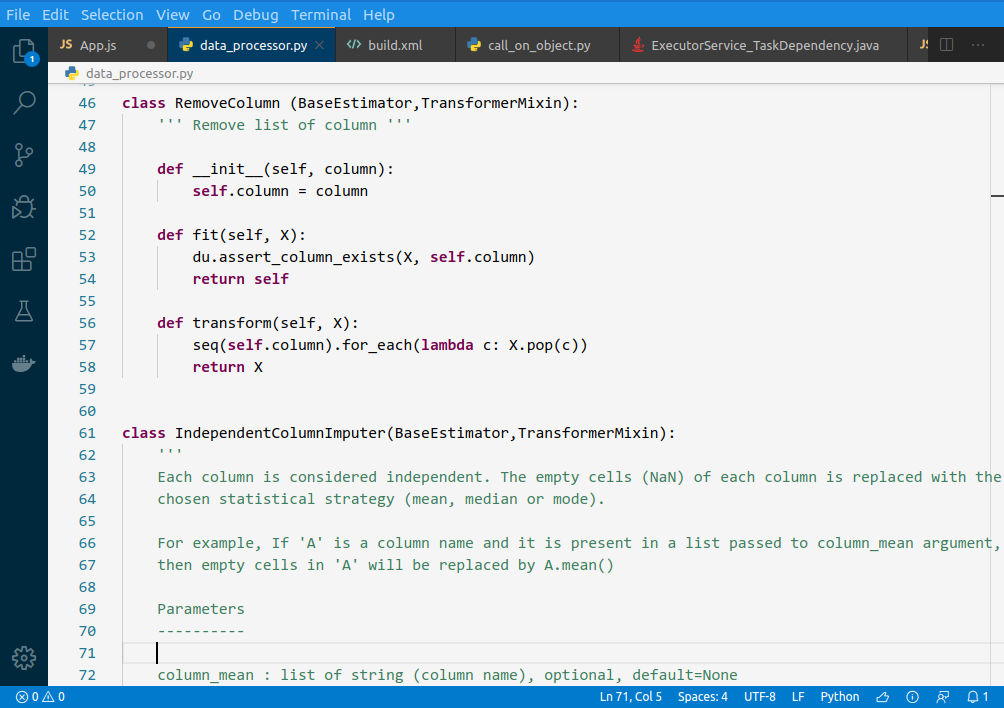 File Edit Selection View Go Debug Terminal Help
JS App.js data_processor.py build.xml call_on_object.py ExecutorService_TaskDependency.java
1
data_processor.py
46 class RemoveColumn (BaseEstimator,TransformerMixin):
47 ''' Remove list of column '''
48
49 def __init__(self, column):
50 self.column = column
51
52 def fit(self, X):
53 du.assert_column_exists(X, self.column)
54 return self
55
56 def transform(self, X):
57 seq(self.column).for_each(lambda c: X.pop(c))
58 return X
59
60
61 class IndependentColumnImputer(BaseEstimator,TransformerMixin):
62 '''
63 Each column is considered independent. The empty cells (NaN) of each column is replaced with the
64 chosen statistical strategy (mean, median or mode).
65
66 For example, If 'A' is a column name and it is present in a list passed to column_mean argument,
67 then empty cells in 'A' will be replaced by A.mean()
68
69 Parameters
70 ----------
71
72 column_mean : list of string (column name), optional, default=None
0 0 Ln 71, Col 5 Spaces: 4 UTF-8 LF Python 1